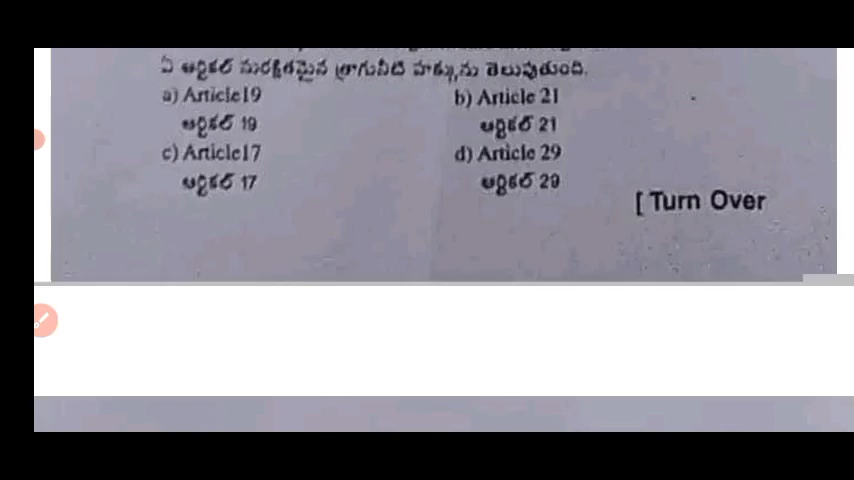 ఏ ఆర్టికల్ సురక్షితమైన త్రాగునీటి హక్కును తెలుపుతుంది.
a) Article19 b) Article 21
ఆర్టికల్ 19 ఆర్టికల్ 21
c) Article17 d) Article 29
ఆర్టికల్ 17 ఆర్టికల్ 29
[ Turn Over